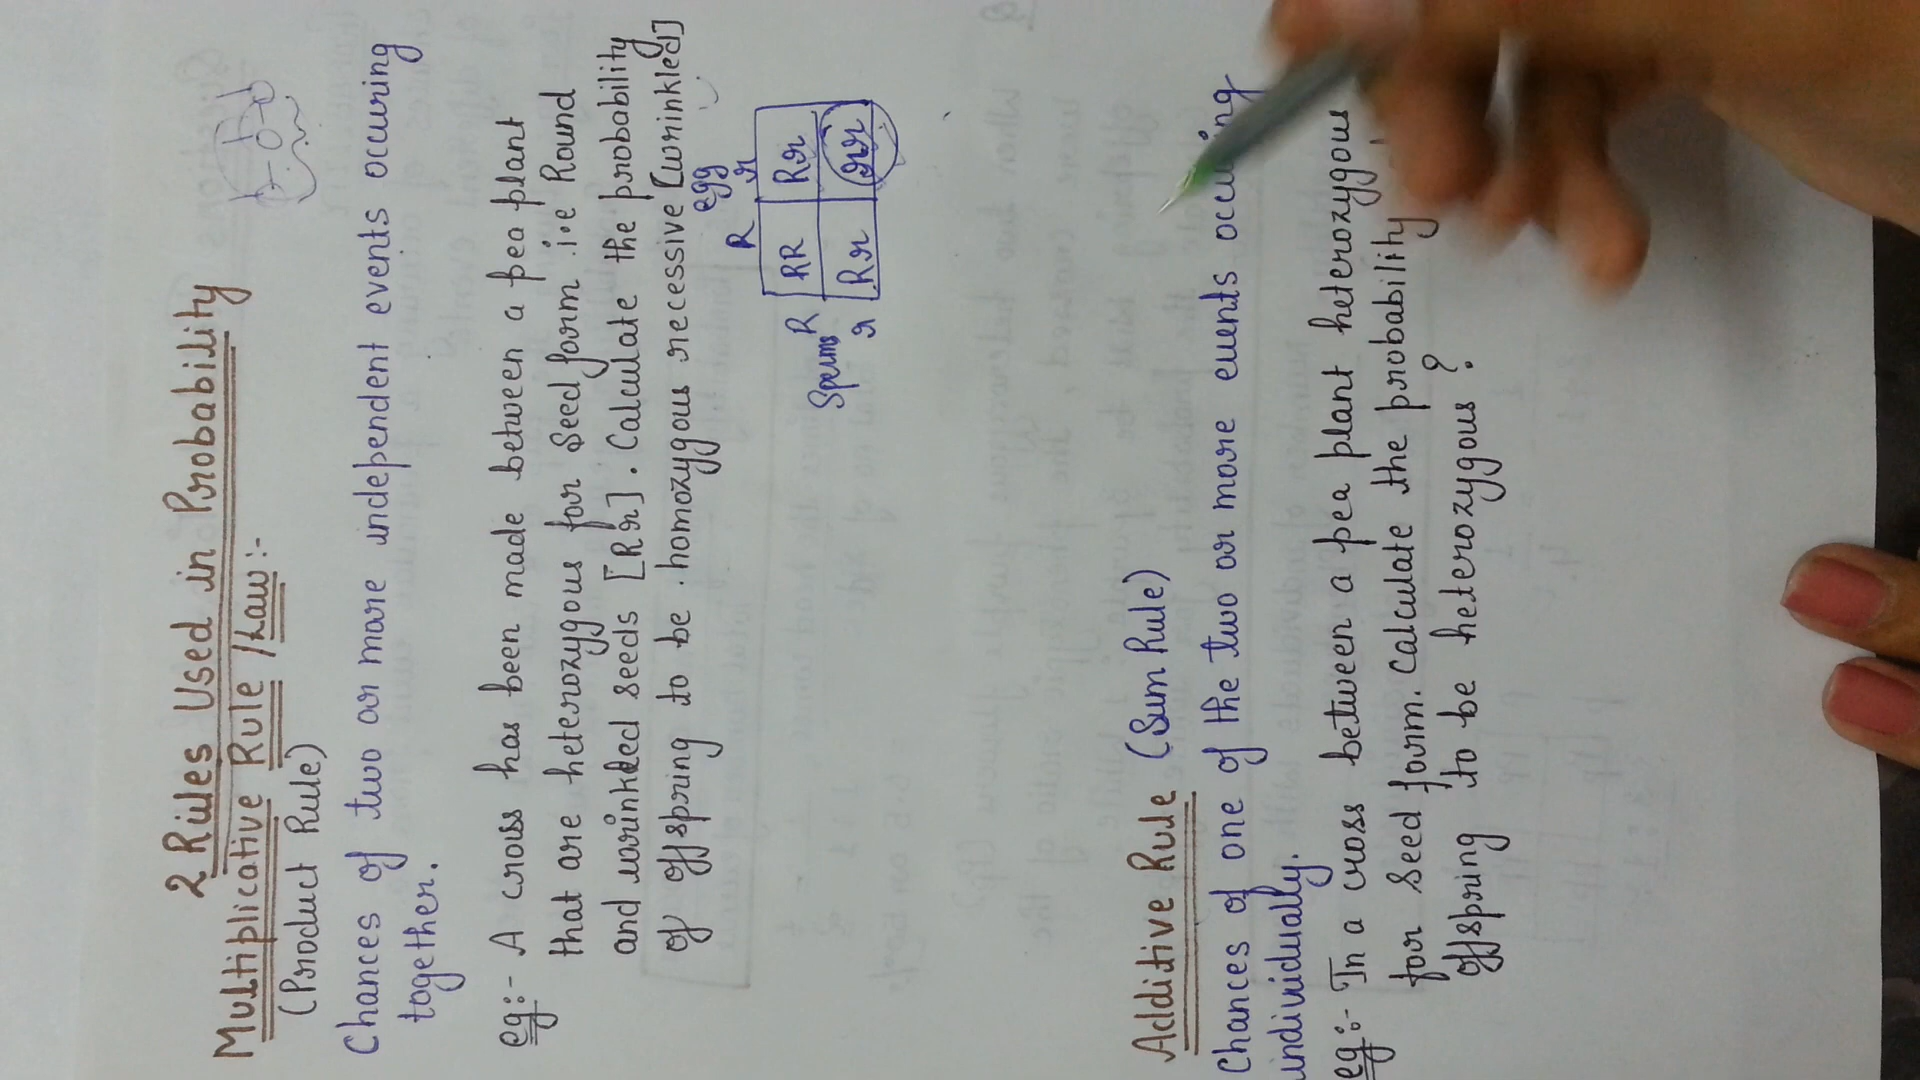 2 Rules Used in Probability
Multiplicative Rule /Law:-
(Product Rule)
Chances of two or more independent events occuring
together.
eg:- A cross has been made between a pea plant
that are heterozygous for Seed form i.e Round
and wrinkled seeds [Rr]. Calculate the probability
of offspring to be homozygous recessive [wrinkled]
egg
R r
Sperms R RR Rr
r Rr rr
Additive Rule (Sum Rule)
Chances of one of the two or more events occuring
individually.
eg:- In a cross between a pea plant heterozygous
for Seed form. Calculate the probability
offspring to be heterozygous ?